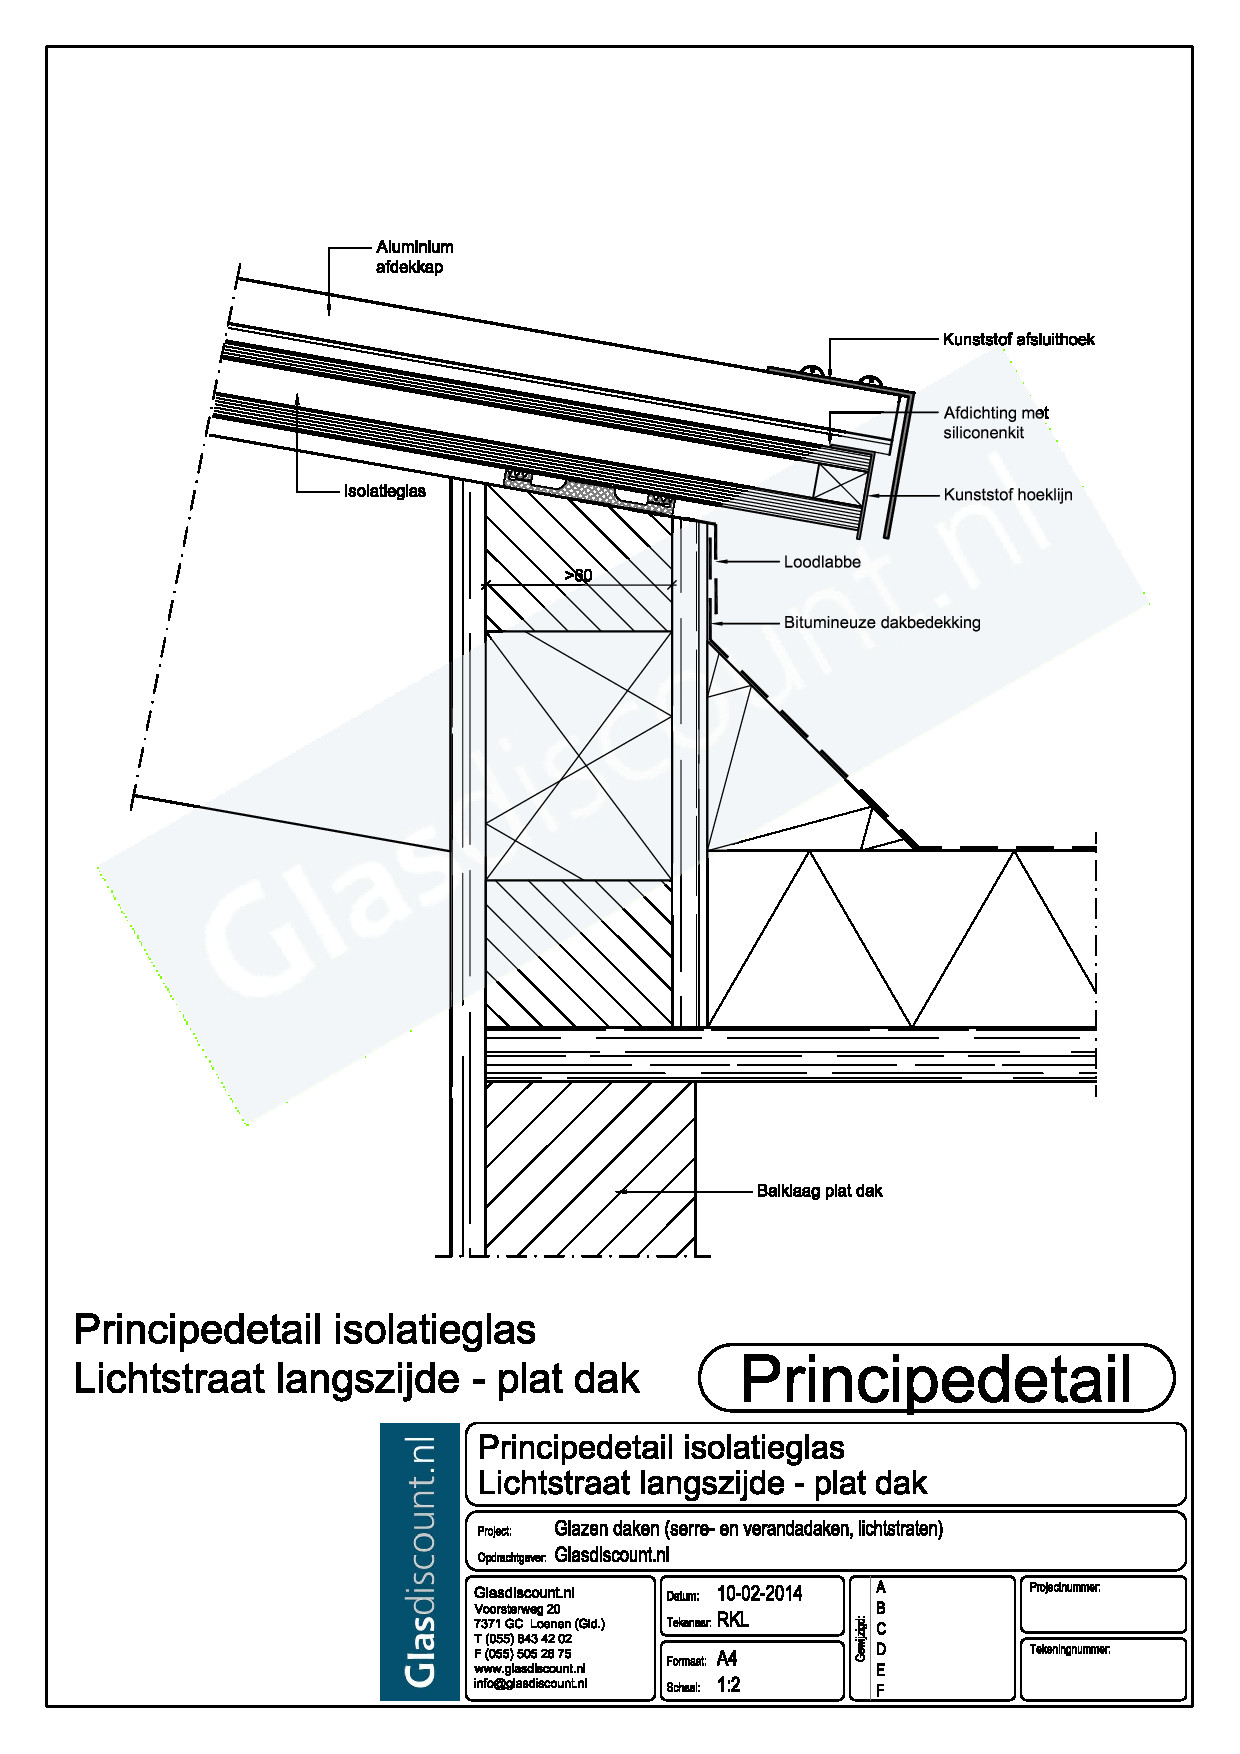 Aluminium
afdekkap
Kunststof afsluithoek
Afdichting met
siliconenkit
Isolatieglas
Kunststof hoeklijn
Loodlabbe
>60
Bitumineuze dakbedekking
Glasdiscount.nl
Balklaag plat dak
Principedetail isolatieglas
Lichtstraat langszijde - plat dak
Principedetail
Glasdiscount.nl
Principedetail isolatieglas
Lichtstraat langszijde - plat dak
Project: Glazen daken (serre- en verandadaken, lichtstraten)
Opdrachtgever: Glasdiscount.nl
Glasdiscount.nl
Voorsterweg 20
7371 GC Loenen (Gld.)
T (055) 843 42 02
F (055) 505 28 75
www.glasdiscount.nl
info@glasdiscount.nl
Datum: 10-02-2014
Tekenaar: RKL
Formaat: A4
Schaal: 1:2
Gewijzigd:
A
B
C
D
E
F
Projectnummer:
Tekeningnummer: